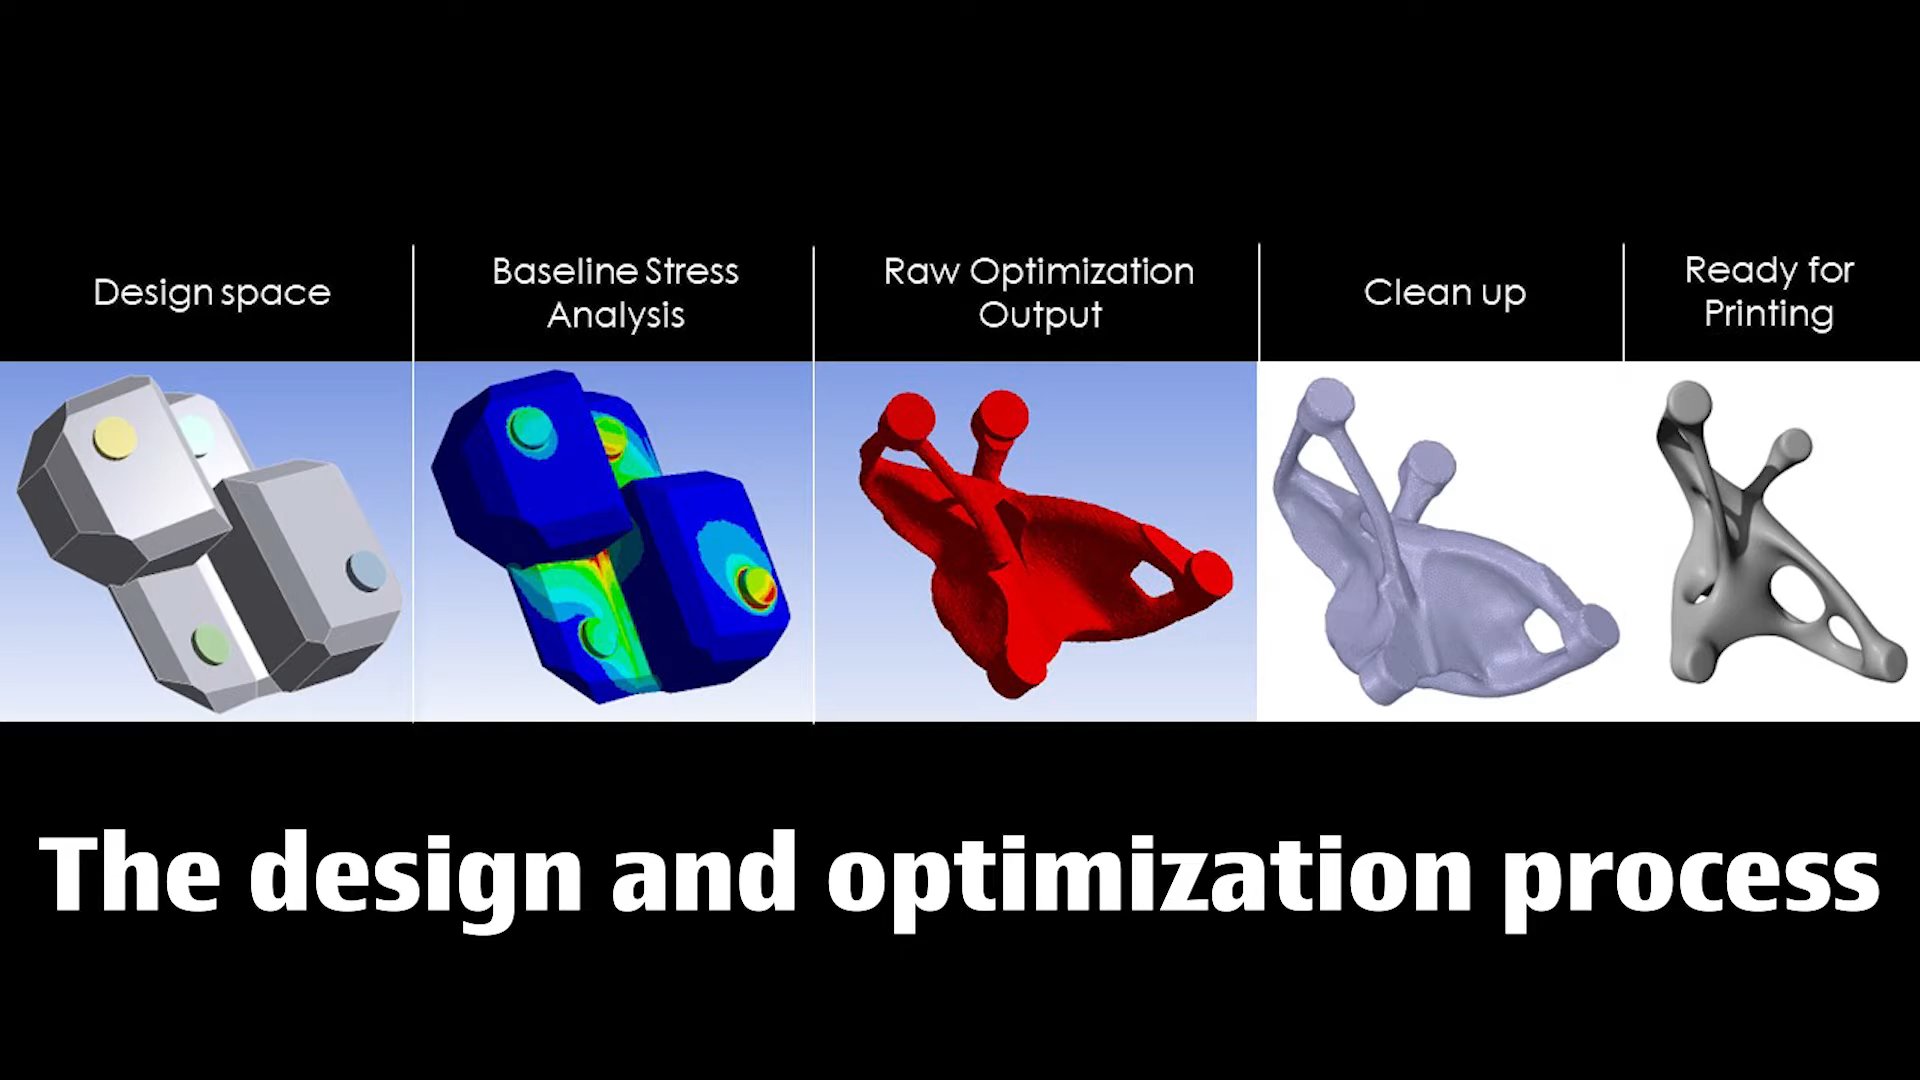 Design space
Baseline Stress
Analysis
Raw Optimization
Output
Clean up
Ready for
Printing
The design and optimization process